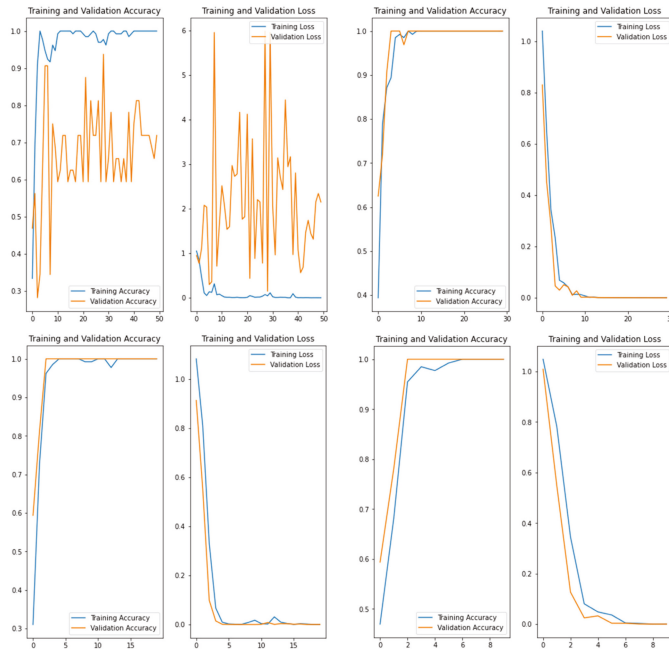 Training and Validation Accuracy
1.0
0.9
0.8
0.7
0.6
0.5
0.4
0.3
0 10 20 30 40 50
Training Accuracy
Validation Accuracy
Training and Validation Loss
6
5
4
3
2
1
0
0 10 20 30 40 50
Training Loss
Validation Loss
Training and Validation Accuracy
1.0
0.9
0.8
0.7
0.6
0.5
0.4
0 10 20 30
Training Accuracy
Validation Accuracy
Training and Validation Loss
1.0
0.8
0.6
0.4
0.2
0.0
0 10 20 30
Training Loss
Validation Loss
Training and Validation Accuracy
1.0
0.9
0.8
0.7
0.6
0.5
0.4
0.3
0 5 10 15
Training Accuracy
Validation Accuracy
Training and Validation Loss
1.0
0.8
0.6
0.4
0.2
0.0
0 5 10 15
Training Loss
Validation Loss
Training and Validation Accuracy
1.0
0.9
0.8
0.7
0.6
0.5
0 2 4 6 8
Training Accuracy
Validation Accuracy
Training and Validation Loss
1.0
0.8
0.6
0.4
0.2
0.0
0 2 4 6 8
Training Loss
Validation Loss